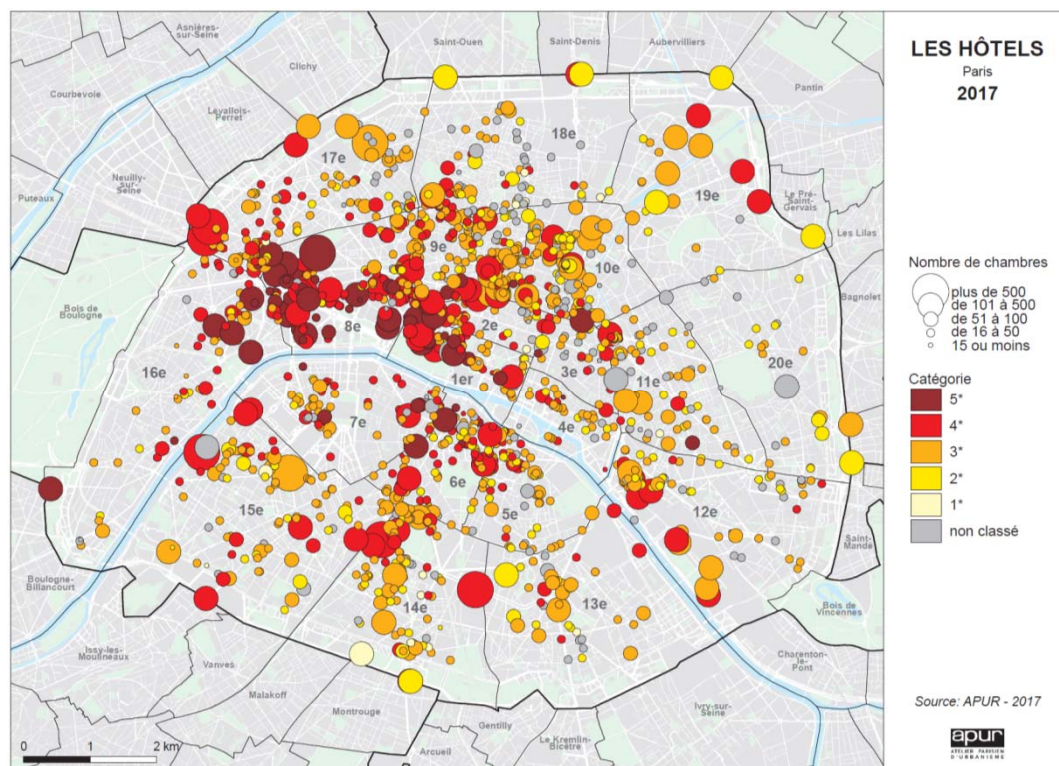 Asnières-
sur-Seine
Saint-Ouen
Saint-Denis
Aubervilliers
Clichy
Courbevoie
Levallois-
Perret
Pantin
18e
17e
Neuilly-
sur-Seine
Puteaux
Le Pré-
Saint-
Gervais
19e
Les Lilas
9e
10e
Bagnolet
Bois de
Boulogne
8e
2e
3e
20e
16e
1er
11e
7e
4e
6e
15e
5e
12e
Saint-
Mandé
Boulogne-
Billancourt
14e
13e
Bois de
Vincennes
Issy-les-
Moulineaux
Vanves
Charenton-
le-Pont
Malakoff
Montrouge
Ivry-sur-
Seine
Gentilly
Le Kremlin-
Bicêtre
Arcueil
0 1 2 km
LES HÔTELS
Paris
2017
Nombre de chambres
plus de 500
de 101 à 500
de 51 à 100
de 16 à 50
15 ou moins
Catégorie
5*
4*
3*
2*
1*
non classé
Source: APUR - 2017
apur
ATELIER PARISIEN
D'URBANISME